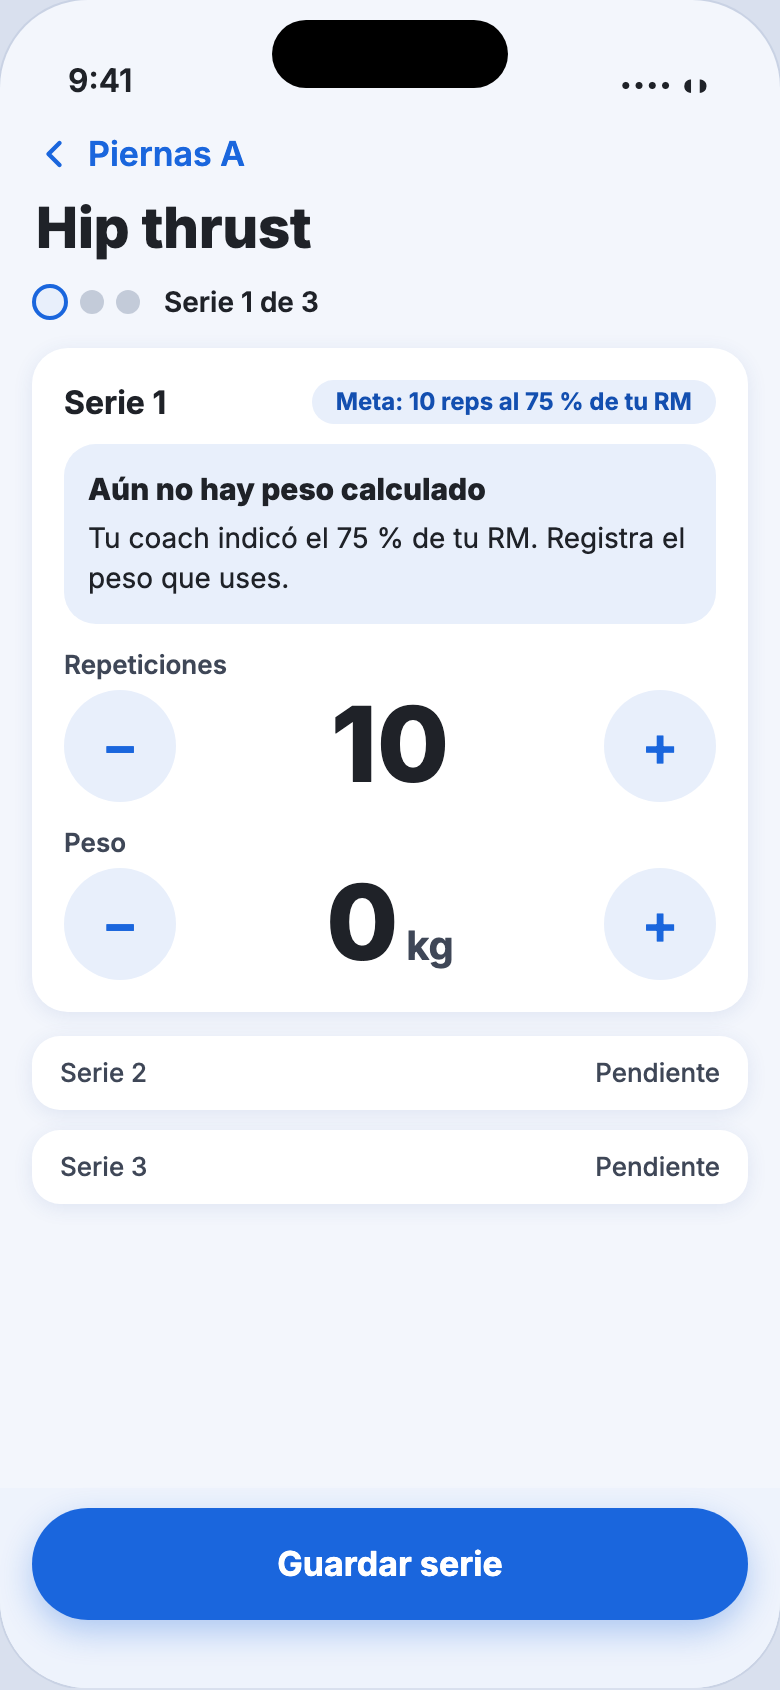 9:41
Piernas A
Hip thrust
Serie 1 de 3
Serie 1
Meta: 10 reps al 75 % de tu RM
Aún no hay peso calculado
Tu coach indicó el 75 % de tu RM. Registra el
peso que uses.
Repeticiones
− 10 +
Peso
− 0 kg +
Serie 2 Pendiente
Serie 3 Pendiente
Guardar serie